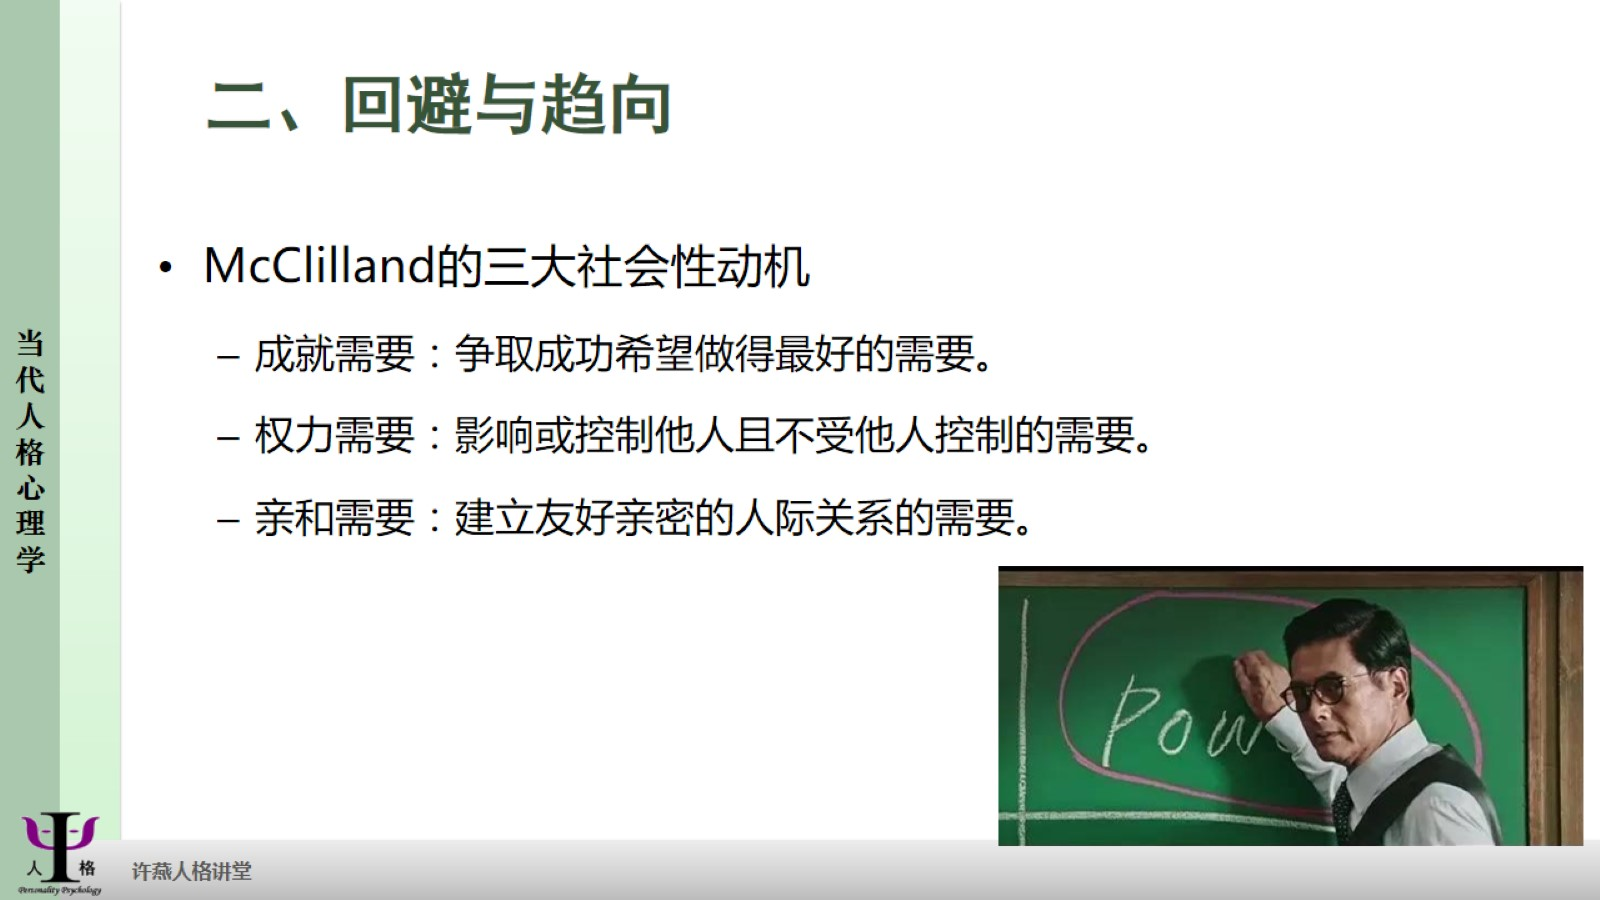 二、回避与趋向
• McClilland的三大社会性动机
– 成就需要：争取成功希望做得最好的需要。
– 权力需要：影响或控制他人且不受他人控制的需要。
– 亲和需要：建立友好亲密的人际关系的需要。
Pow
当代人格心理学
人格
Personality Psychology
许燕人格讲堂